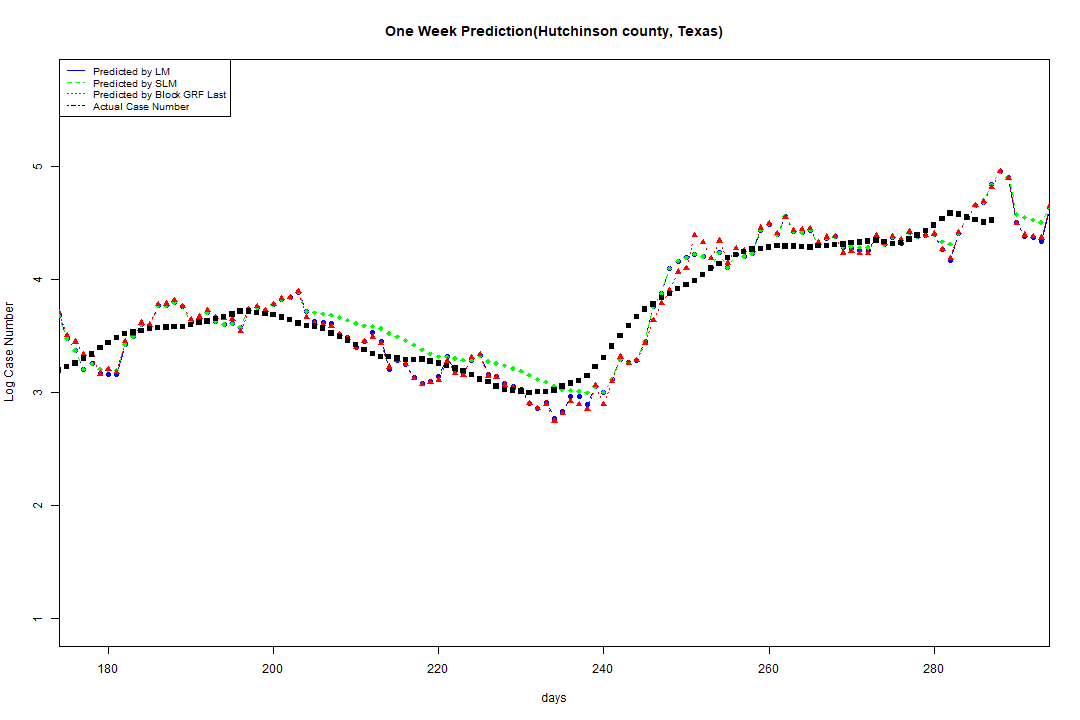 One Week Prediction(Hutchinson county, Texas)
Predicted by LM
Predicted by SLM
Predicted by Block GRF Last
Actual Case Number
5
4
3
2
1
Log Case Number
180 200 220 240 260 280
days